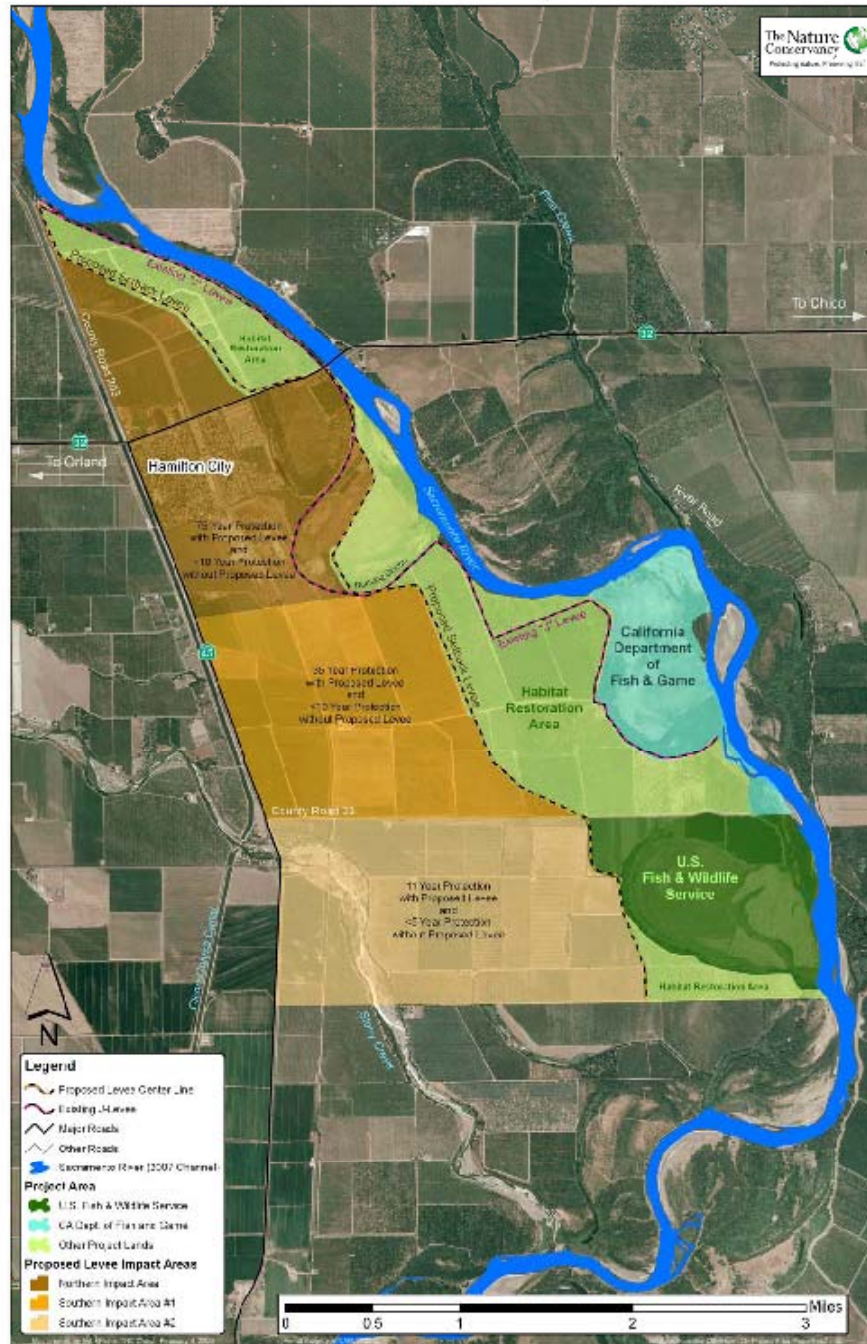 The Nature
Conservancy
Pine Creek
To Chico
32
Existing "J" Levee
Proposed Setback Levee
Habitat
Restoration
Area
County Road 203
32
To Orland
Hamilton City
Sacramento River
River Road
75 Year Protection
with Proposed Levee
and
<10 Year Protection
without Proposed Levee
Proposed Setback Levee
Existing "J" Levee
California
Department
of
Fish & Game
45
35 Year Protection
with Proposed Levee
and
<10 Year Protection
without Proposed Levee
Habitat
Restoration
Area
County Road 23
U.S.
Fish & Wildlife
Service
11 Year Protection
with Proposed Levee
and
<5 Year Protection
without Proposed Levee
Habitat Restoration Area
Stony Creek
N
Legend
Proposed Levee Center Line
Existing J-Levee
Major Roads
Other Roads
Sacramento River (2007 Channel)
Project Area
U.S. Fish & Wildlife Service
CA Dept. of Fish and Game
Other Project Lands
Proposed Levee Impact Areas
Northern Impact Area
Southern Impact Area #1
Southern Impact Area #2
Miles
0 0.5 1 2 3